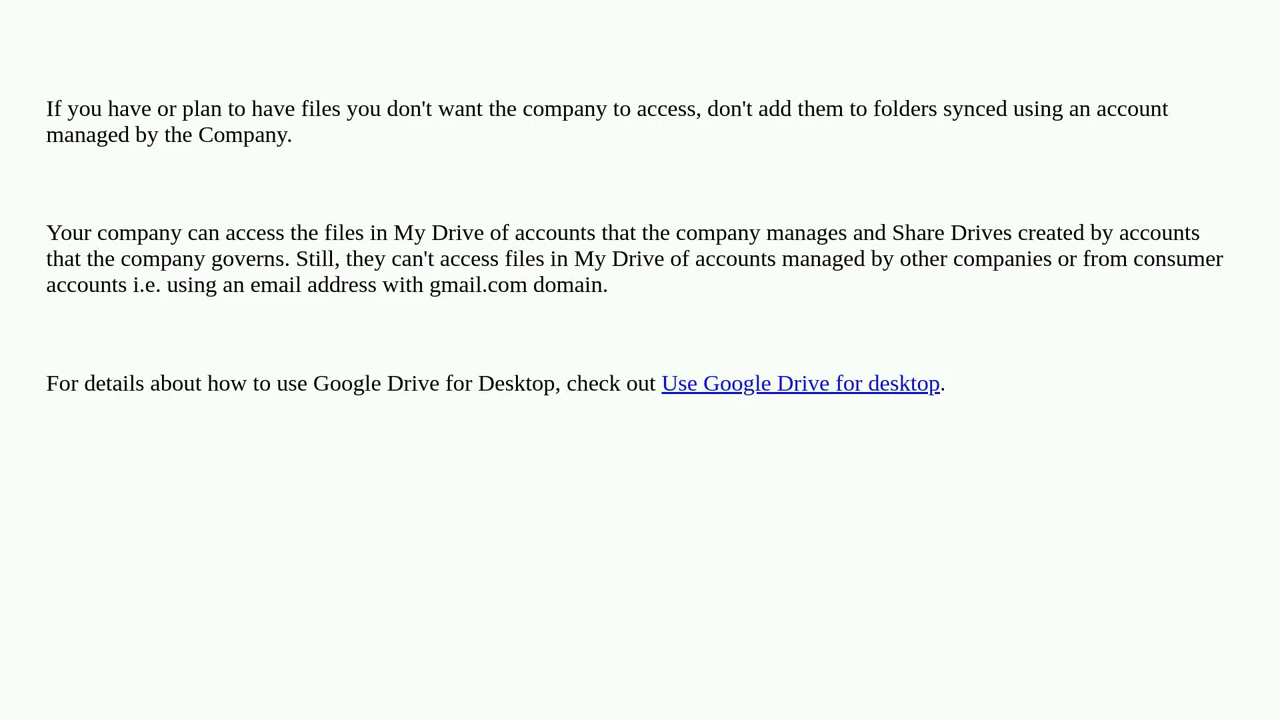 If you have or plan to have files you don't want the company to access, don't add them to folders synced using an account
managed by the Company.
Your company can access the files in My Drive of accounts that the company manages and Share Drives created by accounts
that the company governs. Still, they can't access files in My Drive of accounts managed by other companies or from consumer
accounts i.e. using an email address with gmail.com domain.
For details about how to use Google Drive for Desktop, check out Use Google Drive for desktop.